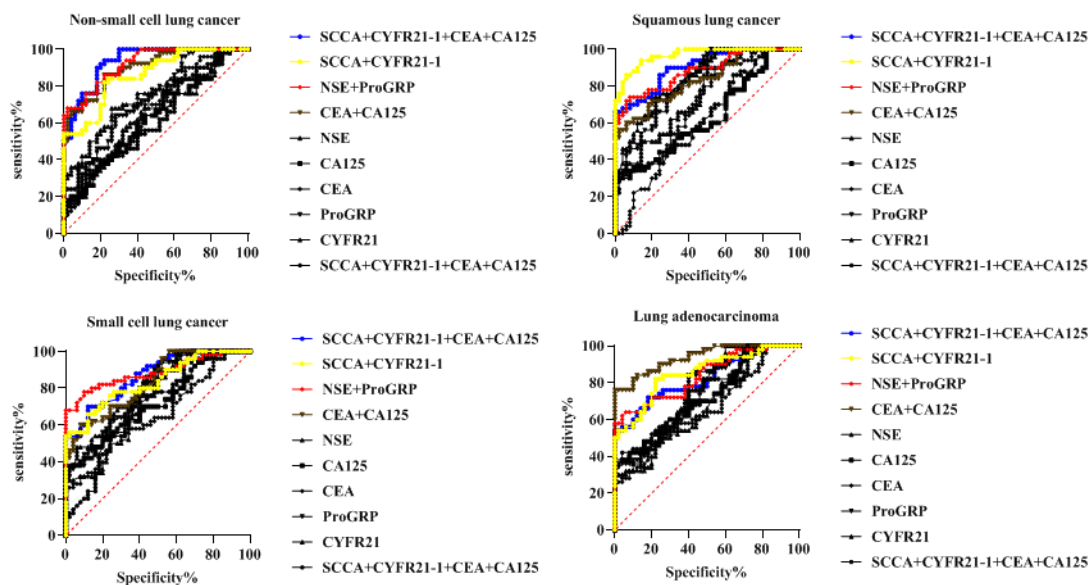 Non-small cell lung cancer
sensitivity%
100
80
60
40
20
0
0 20 40 60 80 100
Specificity%
SCCA+CYFR21-1+CEA+CA125
SCCA+CYFR21-1
NSE+ProGRP
CEA+CA125
NSE
CA125
CEA
ProGRP
CYFR21
SCCA+CYFR21-1+CEA+CA125
Squamous lung cancer
sensitivity%
100
80
60
40
20
0
0 20 40 60 80 100
Specificity%
SCCA+CYFR21-1+CEA+CA125
SCCA+CYFR21-1
NSE+ProGRP
CEA+CA125
NSE
CA125
CEA
ProGRP
CYFR21
SCCA+CYFR21-1+CEA+CA125
Small cell lung cancer
sensitivity%
100
80
60
40
20
0
0 20 40 60 80 100
Specificity%
SCCA+CYFR21-1+CEA+CA125
SCCA+CYFR21-1
NSE+ProGRP
CEA+CA125
NSE
CA125
CEA
ProGRP
CYFR21
SCCA+CYFR21-1+CEA+CA125
Lung adenocarcinoma
sensitivity%
100
80
60
40
20
0
0 20 40 60 80 100
Specificity%
SCCA+CYFR21-1+CEA+CA125
SCCA+CYFR21-1
NSE+ProGRP
CEA+CA125
NSE
CA125
CEA
ProGRP
CYFR21
SCCA+CYFR21-1+CEA+CA125